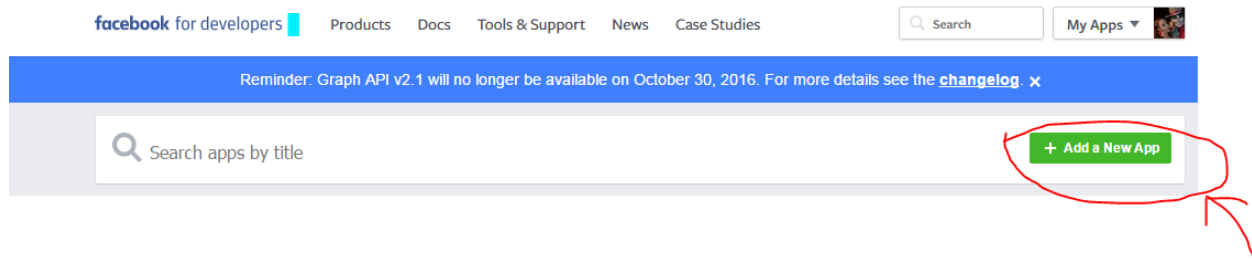 facebook for developers Products Docs Tools & Support News Case Studies Search My Apps
Reminder: Graph API v2.1 will no longer be available on October 30, 2016. For more details see the changelog. ×
Search apps by title + Add a New App